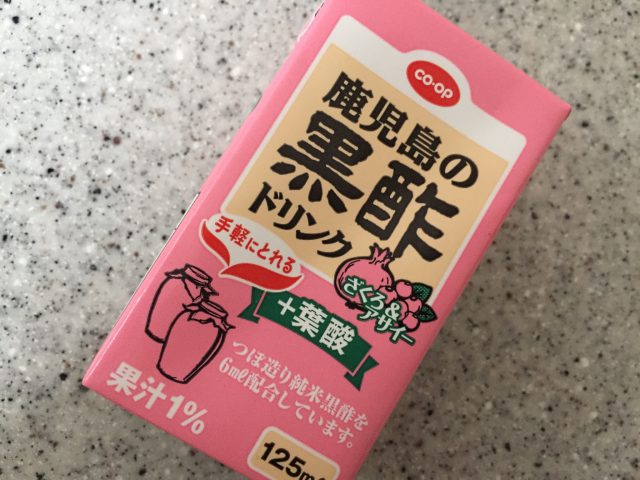 CO・OP
鹿児島の
黒酢
ドリンク
手軽にとれる
ざくろ&
アサイー
+葉酸
つぼ造り純米黒酢を
6ml配合しています。
果汁1%
125m